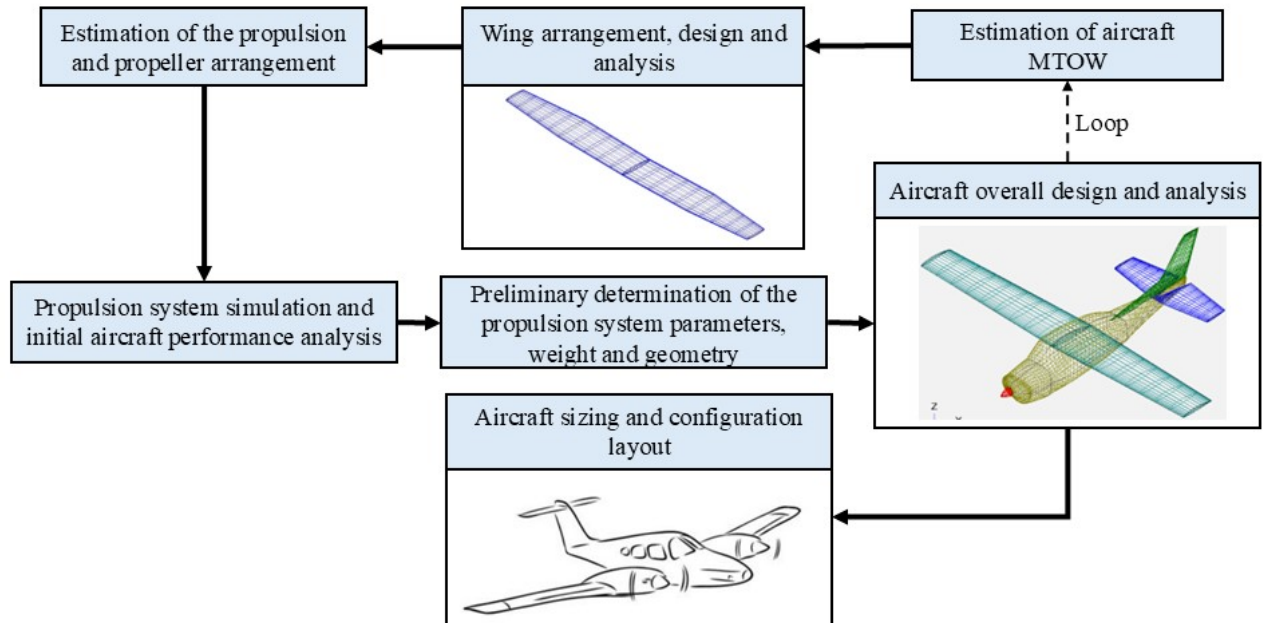 Estimation of the propulsion
and propeller arrangement
Wing arrangement, design and
analysis
Estimation of aircraft
MTOW
Loop
Aircraft overall design and analysis
Z
Propulsion system simulation and
initial aircraft performance analysis
Preliminary determination of the
propulsion system parameters,
weight and geometry
Aircraft sizing and configuration
layout